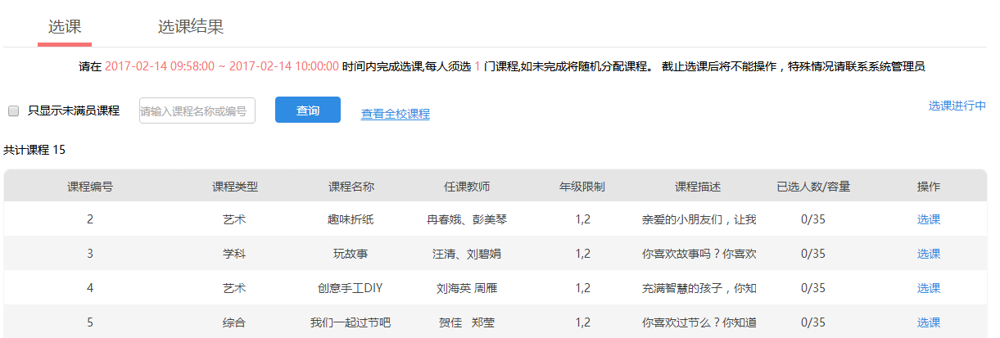 选课 选课结果
请在 2017-02-14 09:58:00 ~ 2017-02-14 10:00:00 时间内完成选课,每人须选 1 门课程,如未完成将随机分配课程。 截止选课后将不能操作，特殊情况请联系系统管理员
只显示未满员课程 请输入课程名称或编号 查询 查看全校课程 选课进行中
共计课程 15
课程编号 课程类型 课程名称 任课教师 年级限制 课程描述 已选人数/容量 操作
2 艺术 趣味折纸 冉春娥、彭美琴 1,2 亲爱的小朋友们，让我 0/35 选课
3 学科 玩故事 汪清、刘碧娟 1,2 你喜欢故事吗？你喜欢 0/35 选课
4 艺术 创意手工DIY 刘海英 周雁 1,2 充满智慧的孩子，你知 0/35 选课
5 综合 我们一起过节吧 贺佳 郑莹 1,2 你喜欢过节么？你知道 0/35 选课